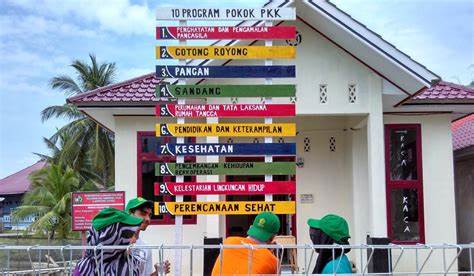 10 PROGRAM POKOK PKK
1. PENGHAYATAN DAN PENGAMALAN
PANCASILA
2. GOTONG ROYONG
3. PANGAN
4. SANDANG
5. PERUMAHAN DAN TATA LAKSANA
RUMAH TANGGA
6. PENDIDIKAN DAN KETERAMPILAN
7. KESEHATAN
8. PENGEMBANGAN KEHIDUPAN
BERKOPERASI
9. KELESTARIAN LINGKUNGAN HIDUP
10. PERENCANAAN SEHAT